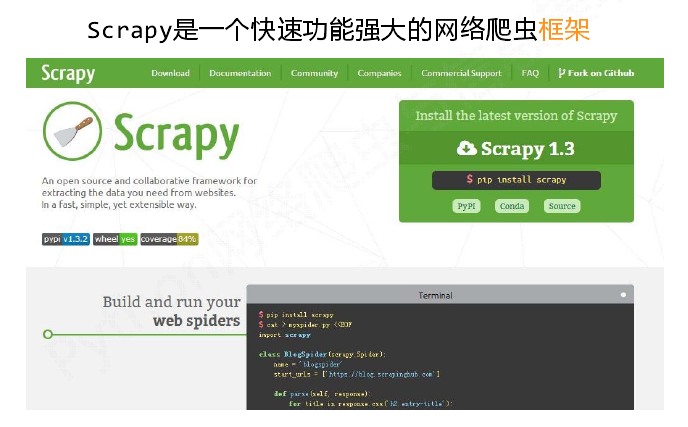 Scrapy是一个快速功能强大的网络爬虫框架
Scrapy Download Documentation Community Companies Commercial Support FAQ Fork on Github
Scrapy
An open source and collaborative framework for
extracting the data you need from websites.
In a fast, simple, yet extensible way.
pypi v1.3.2 wheel yes coverage 84%
Install the latest version of Scrapy
Scrapy 1.3
$ pip install scrapy
PyPI Conda Source
Build and run your
web spiders
Terminal
$ pip install scrapy
$ cat > myspider.py <<EOF
import scrapy
class BlogSpider(scrapy.Spider):
name = 'blogspider'
start_urls = ['https://blog.scrapinghub.com']
def parse(self, response):
for title in response.css('h2.entry-title'):